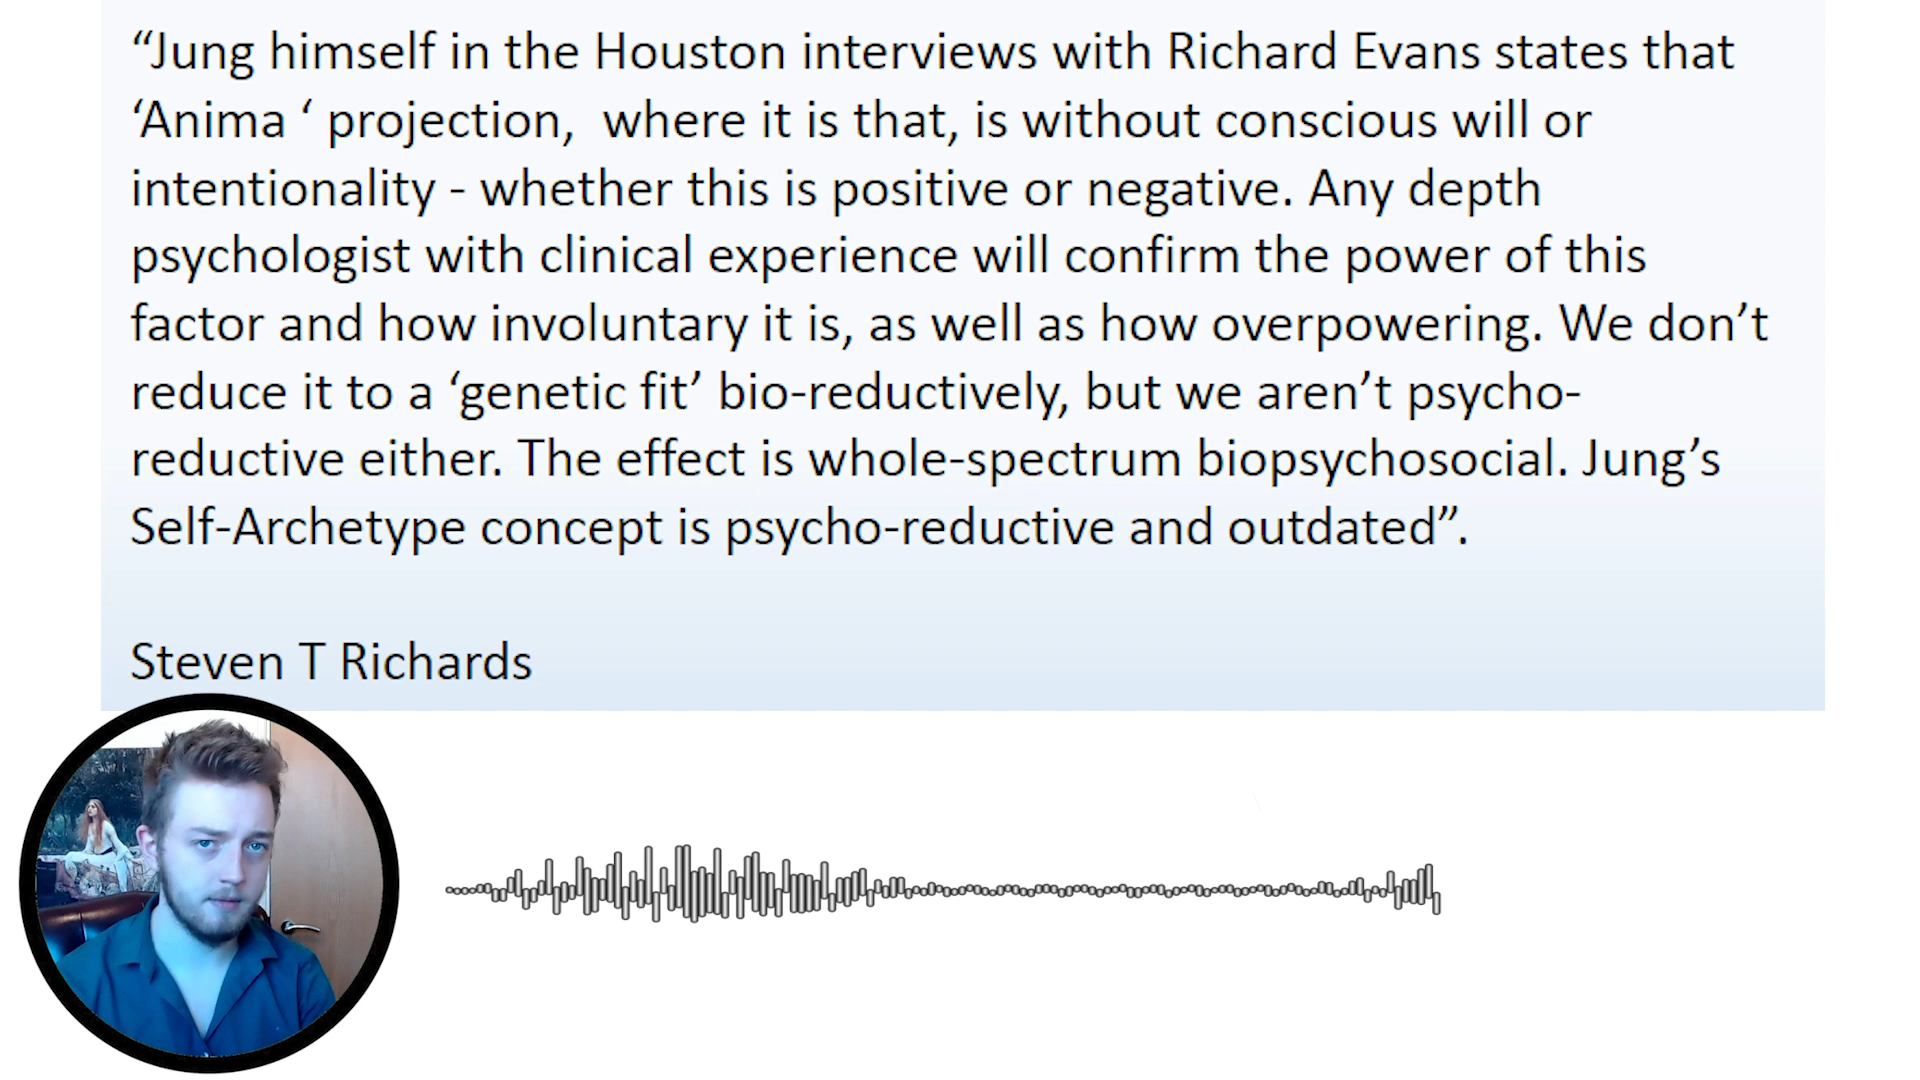 “Jung himself in the Houston interviews with Richard Evans states that
‘Anima ‘ projection,  where it is that, is without conscious will or
intentionality - whether this is positive or negative. Any depth
psychologist with clinical experience will confirm the power of this
factor and how involuntary it is, as well as how overpowering. We don’t
reduce it to a ‘genetic fit’ bio-reductively, but we aren’t psycho-
reductive either. The effect is whole-spectrum biopsychosocial. Jung’s
Self-Archetype concept is psycho-reductive and outdated”.
Steven T Richards